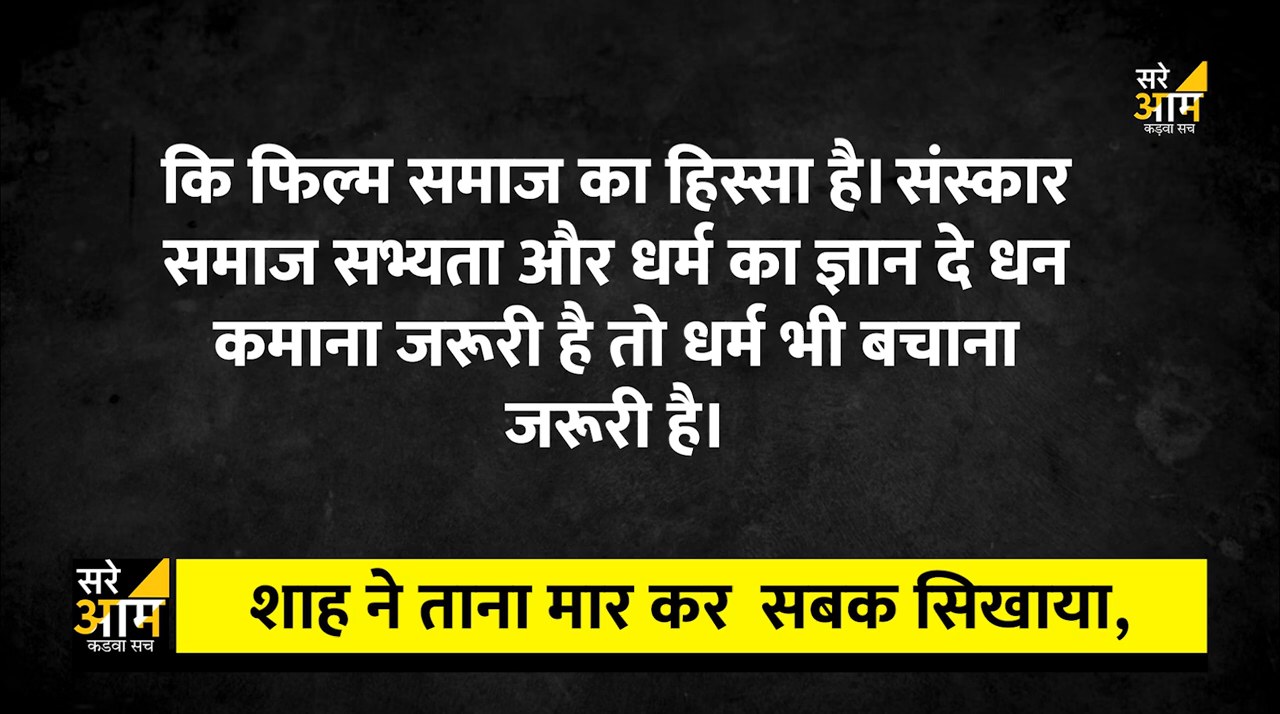 सरे
आम
कड़वा सच
कि फिल्म समाज का हिस्सा है। संस्कार
समाज सभ्यता और धर्म का ज्ञान दे धन
कमाना जरूरी है तो धर्म भी बचाना
जरूरी है।
सरे
आम
कडवा सच
शाह ने ताना मार कर सबक सिखाया,